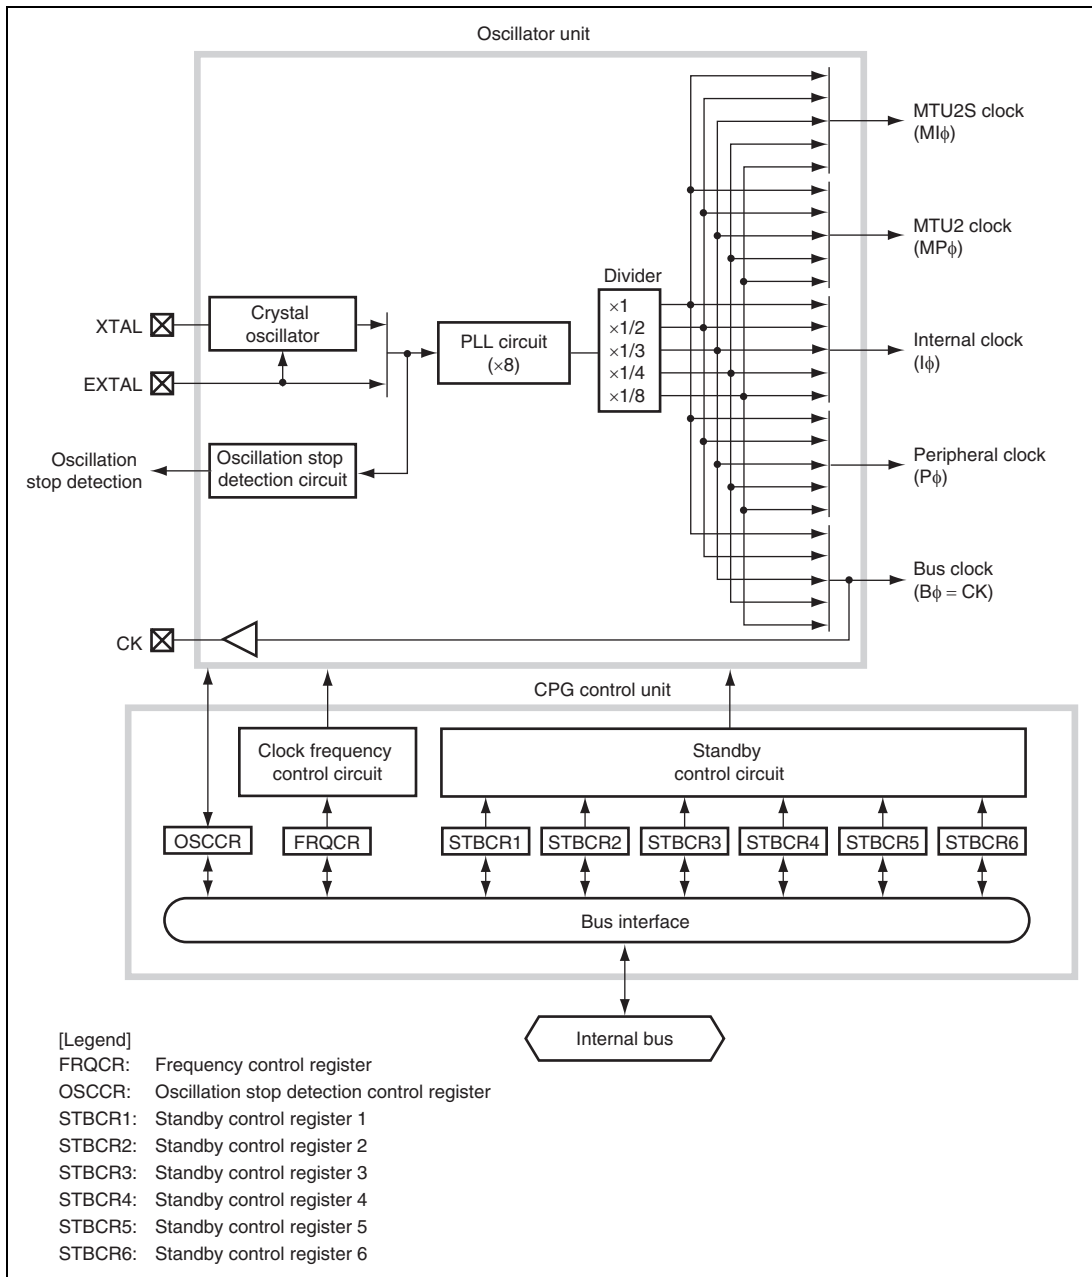 Oscillator unit
MTU2S clock
(MIϕ)
MTU2 clock
(MPϕ)
Divider
×1
×1/2
×1/3
×1/4
×1/8
XTAL
Crystal
oscillator
EXTAL
PLL circuit
(×8)
Internal clock
(Iϕ)
Oscillation
stop detection
Oscillation stop
detection circuit
Peripheral clock
(Pϕ)
Bus clock
(Bϕ = CK)
CK
CPG control unit
Clock frequency
control circuit
Standby
control circuit
OSCCR
FRQCR
STBCR1
STBCR2
STBCR3
STBCR4
STBCR5
STBCR6
Bus interface
Internal bus
[Legend]
FRQCR: Frequency control register
OSCCR: Oscillation stop detection control register
STBCR1: Standby control register 1
STBCR2: Standby control register 2
STBCR3: Standby control register 3
STBCR4: Standby control register 4
STBCR5: Standby control register 5
STBCR6: Standby control register 6